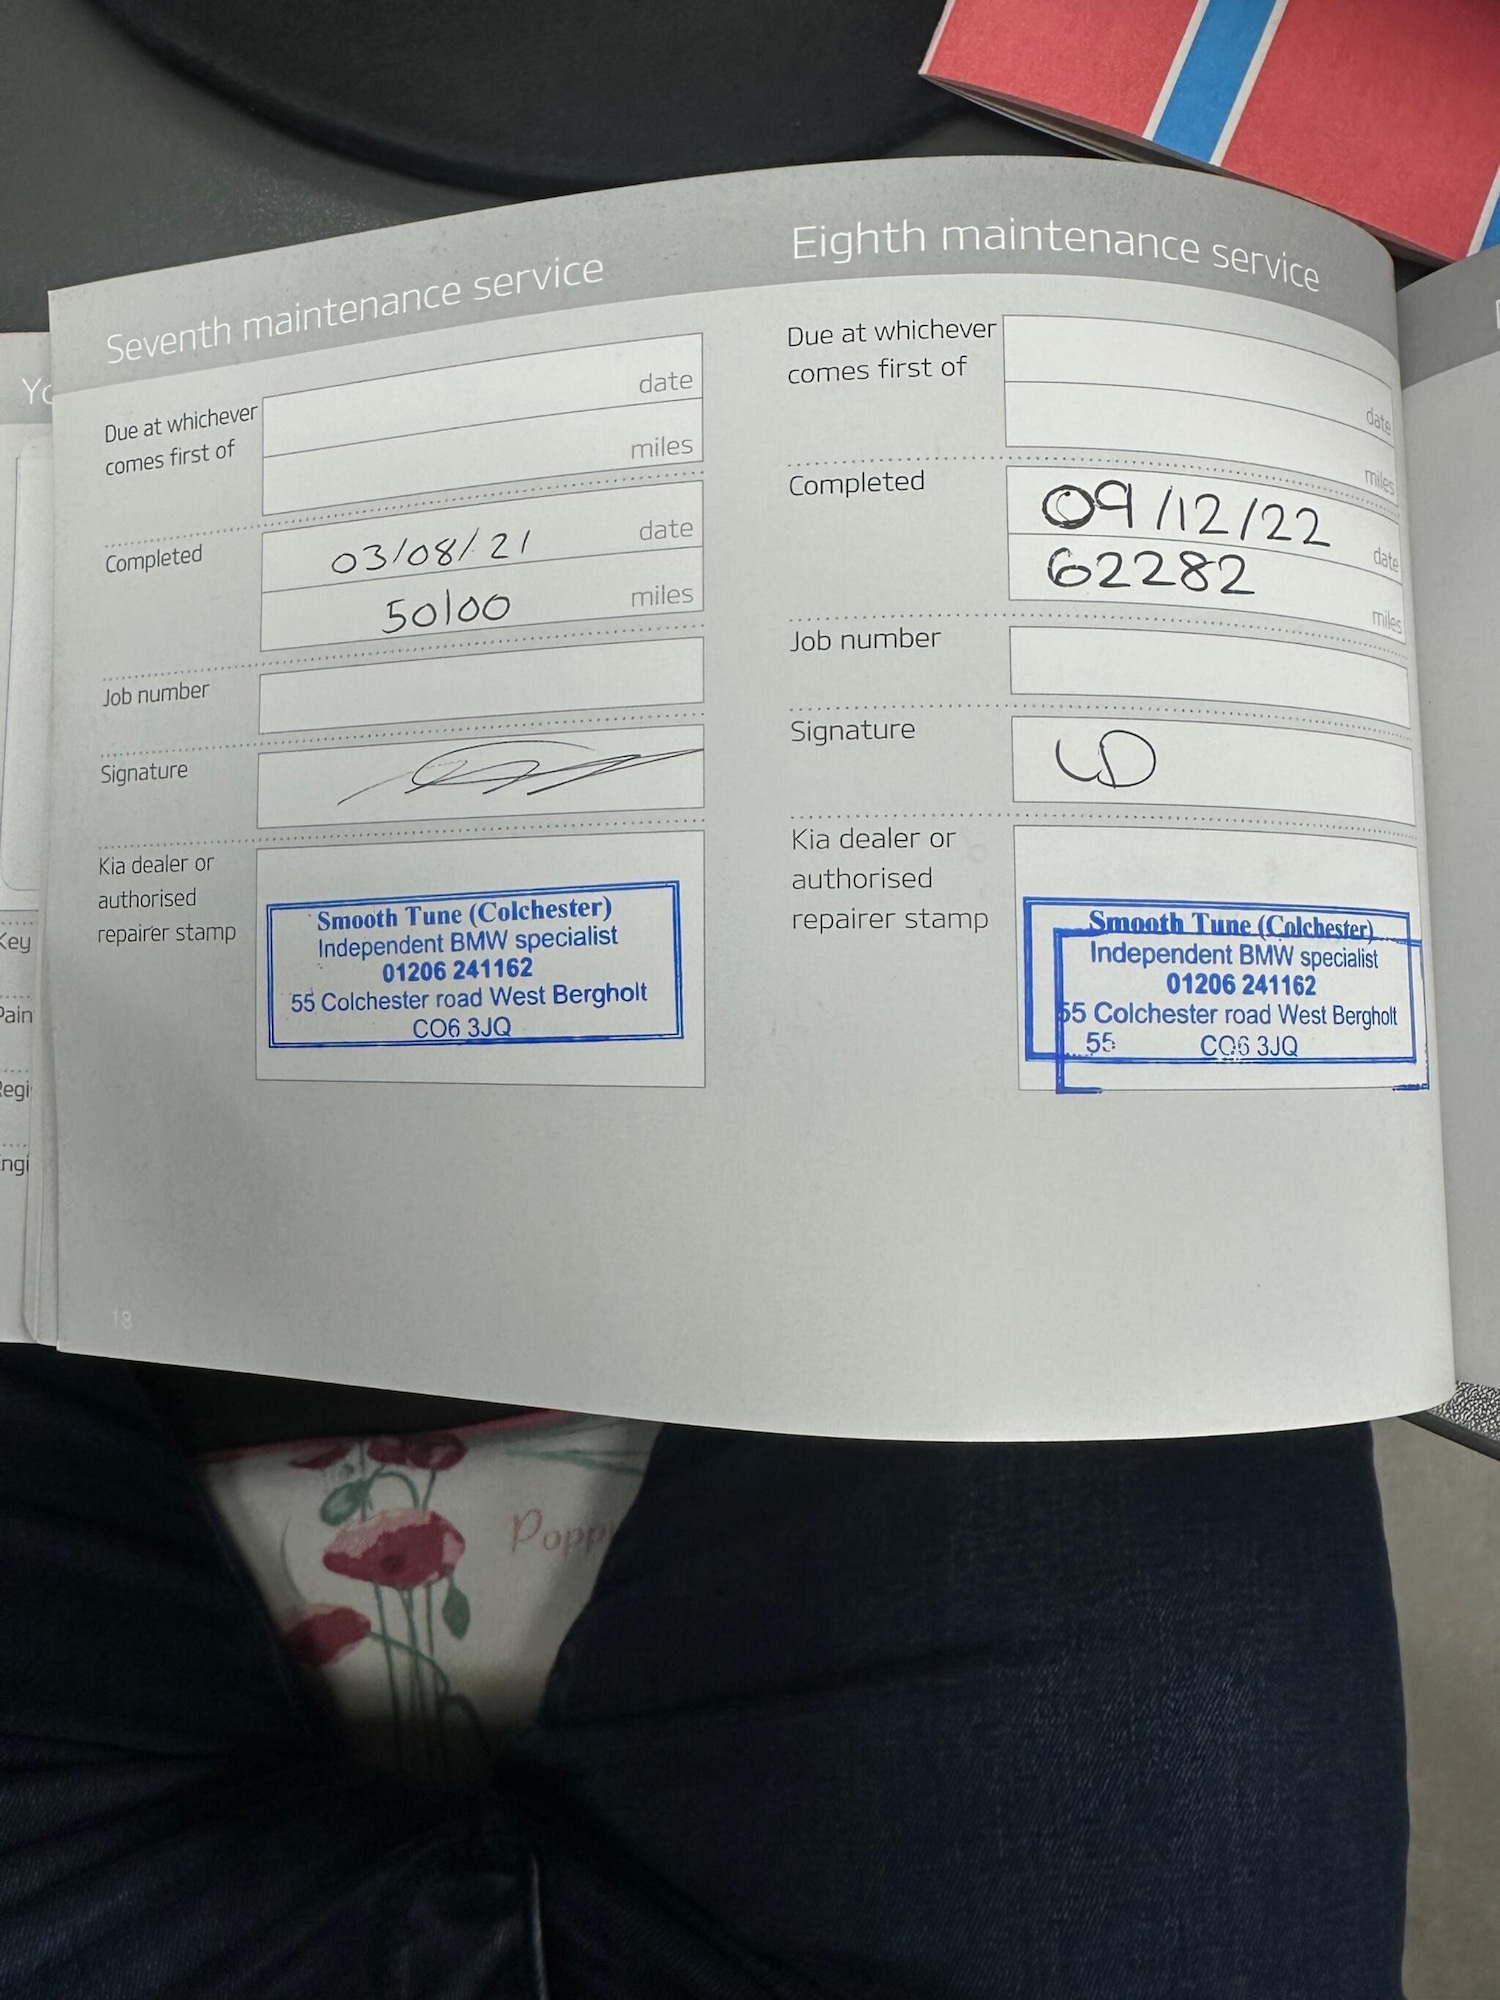 Seventh maintenance service
Due at whichever
comes first of
date
miles
Completed
03/08/21
date
50100
miles
Job number
Signature
Kia dealer or
authorised
repairer stamp
Smooth Tune (Colchester)
Independent BMW specialist
01206 241162
55 Colchester road West Bergholt
CO6 3JQ
18
Eighth maintenance service
Due at whichever
comes first of
date
miles
Completed
09/12/22
date
62282
miles
Job number
Signature
Kia dealer or
authorised
repairer stamp
Smooth Tune (Colchester)
Independent BMW specialist
01206 241162
55 Colchester road West Bergholt
55 CO6 3JQ
Key